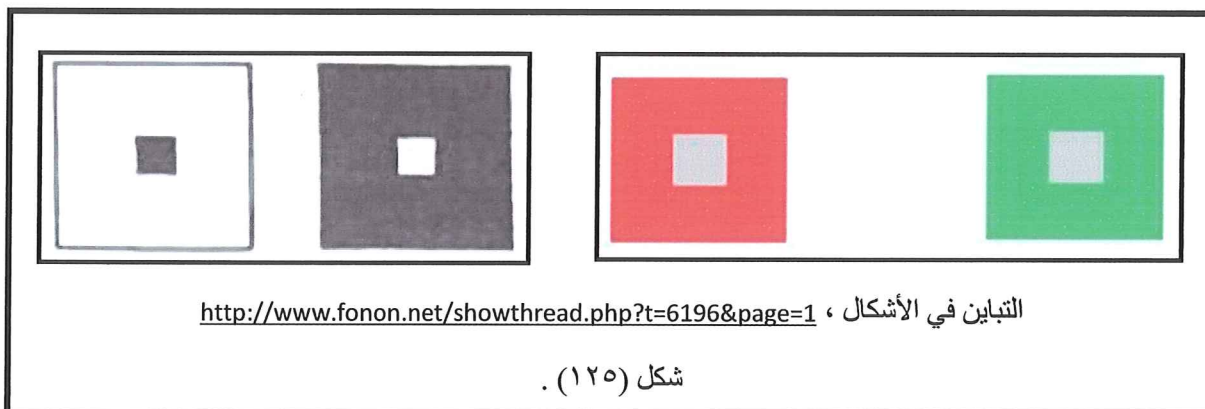 التباين في الأشكال ، http://www.fonon.net/showthread.php?t=6196&page=1
شكل (١٢٥) .